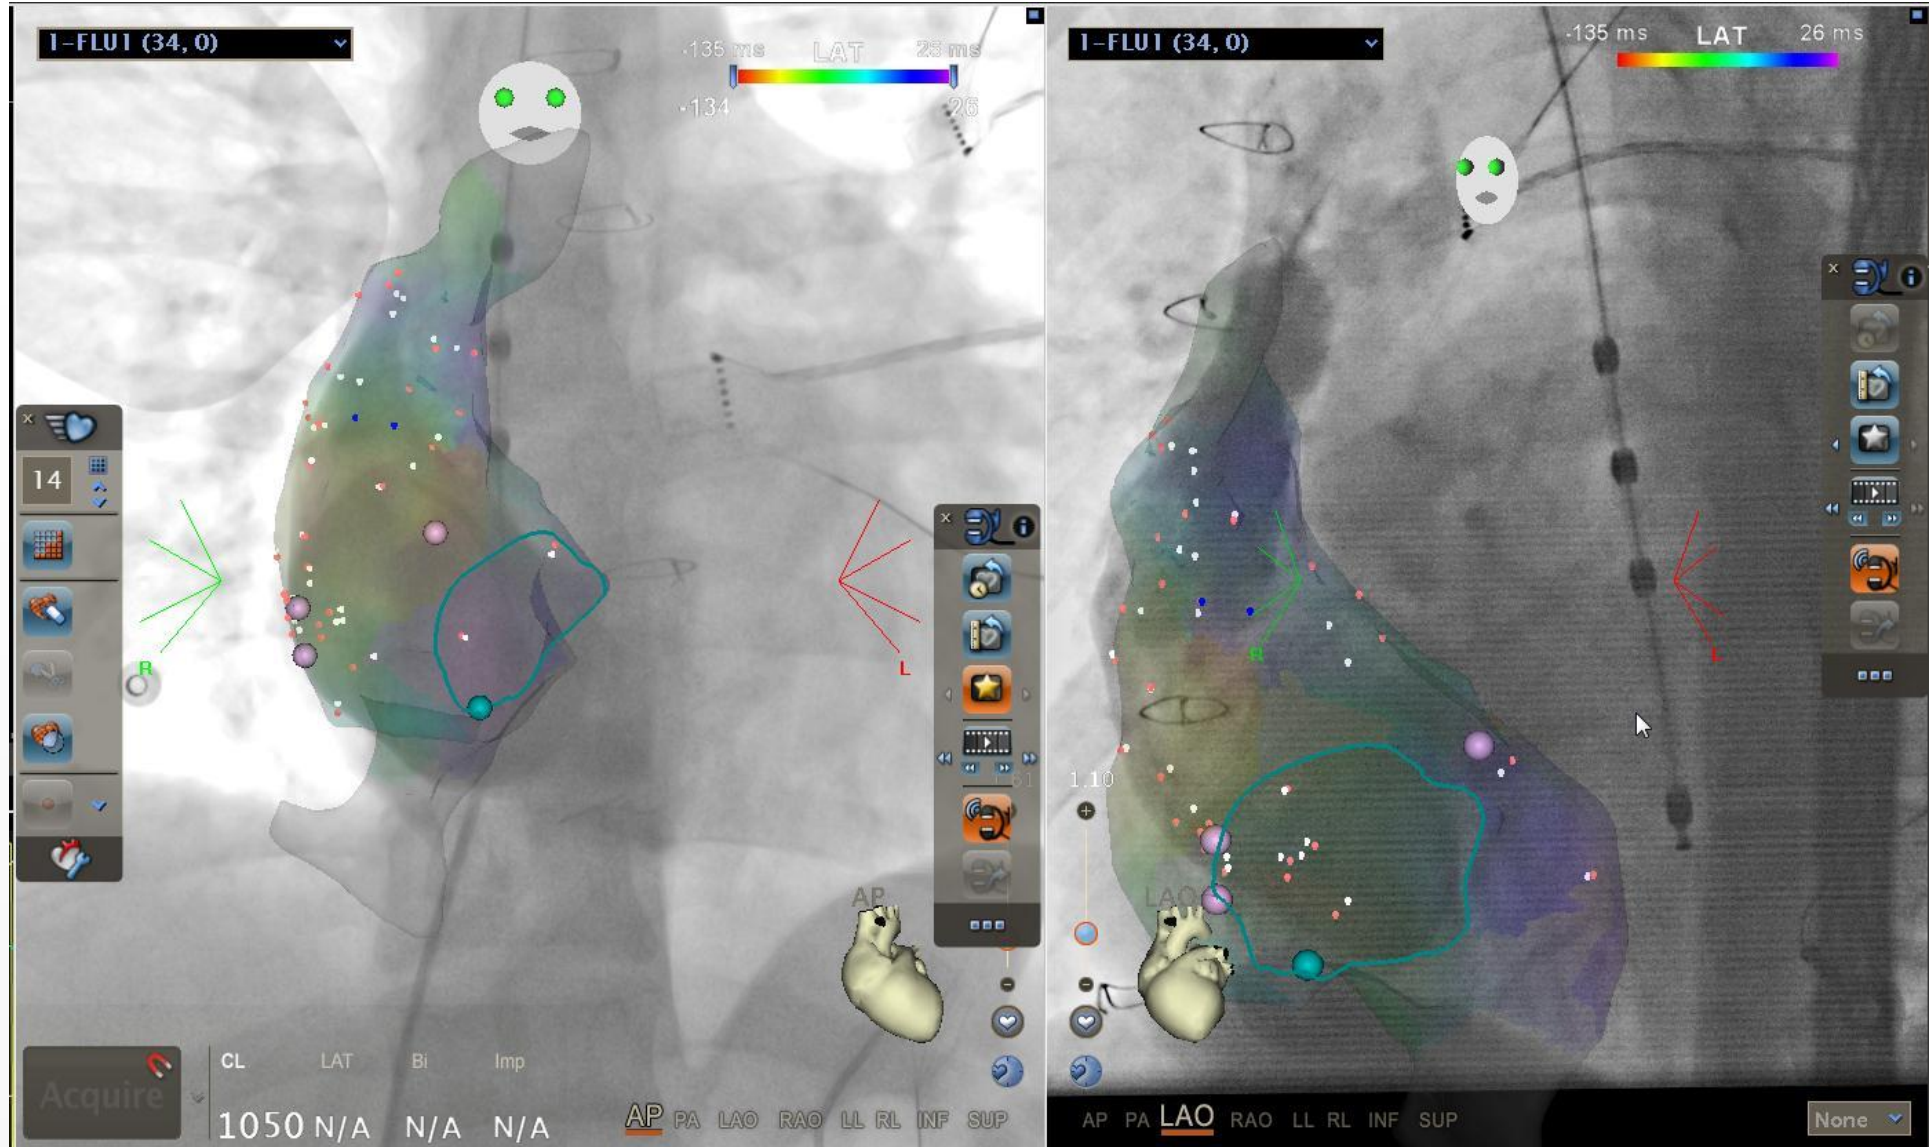 1-FLU1 (34, 0)
-135 ms LAT 26 ms
-134 26
14
R
L
AP
Acquire
CL LAT Bi Imp
1050 N/A N/A N/A
AP PA LAO RAO LL RL INF SUP
1-FLU1 (34, 0)
-135 ms LAT 26 ms
R
L
1.10
LAO
AP PA LAO RAO LL RL INF SUP
None